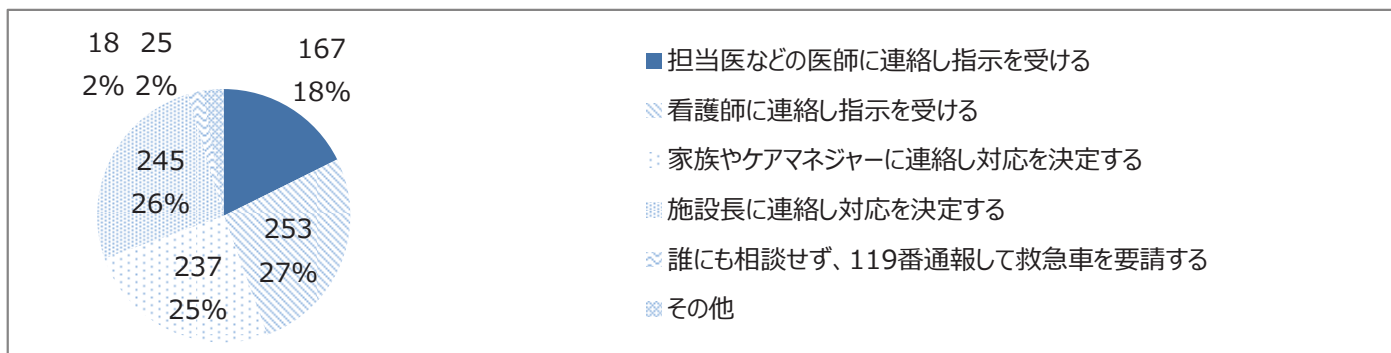 18 25
2% 2%
167
18%
245
26%
253
27%
237
25%
担当医などの医師に連絡し指示を受ける
看護師に連絡し指示を受ける
家族やケアマネジャーに連絡し対応を決定する
施設長に連絡し対応を決定する
誰にも相談せず、119番通報して救急車を要請する
その他